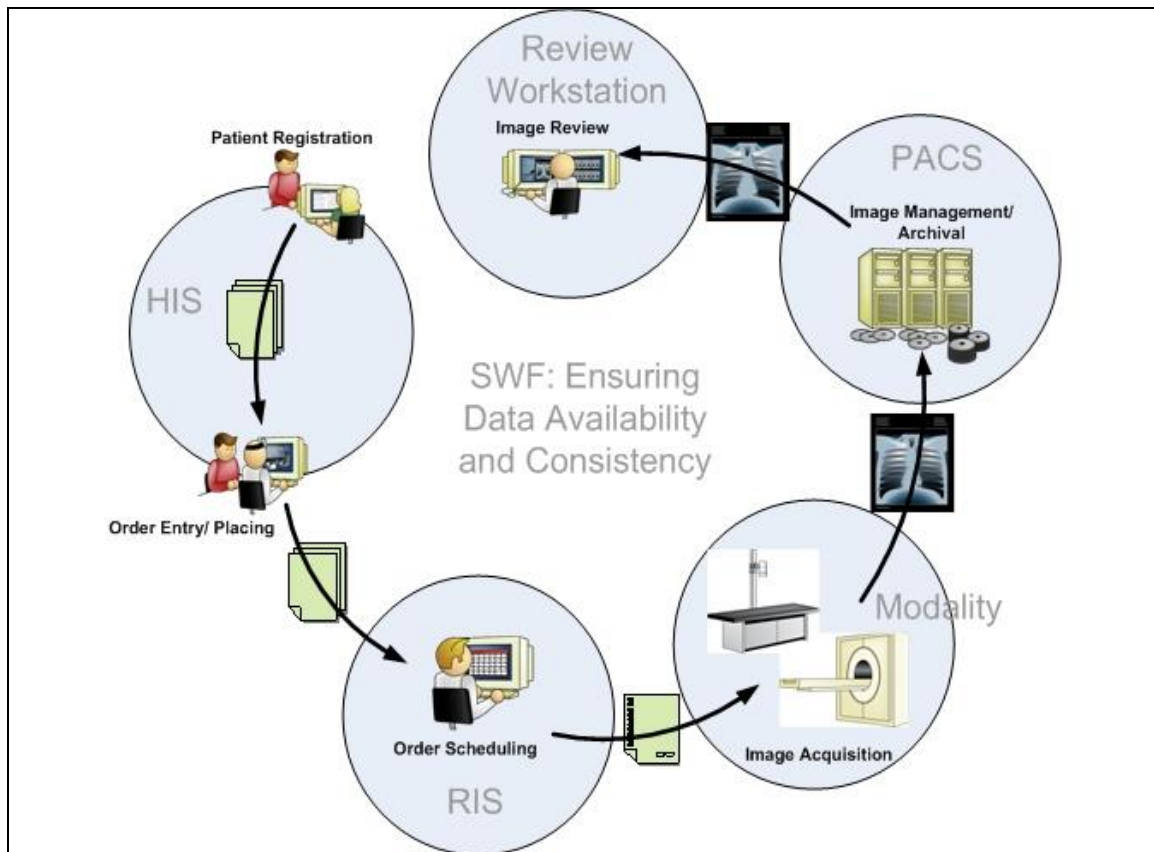 Review
Workstation
Image Review
Patient Registration
PACS
Image Management/
Archival
HIS
SWF: Ensuring
Data Availability
and Consistency
Order Entry/ Placing
Modality
Order Scheduling
Image Acquisition
RIS